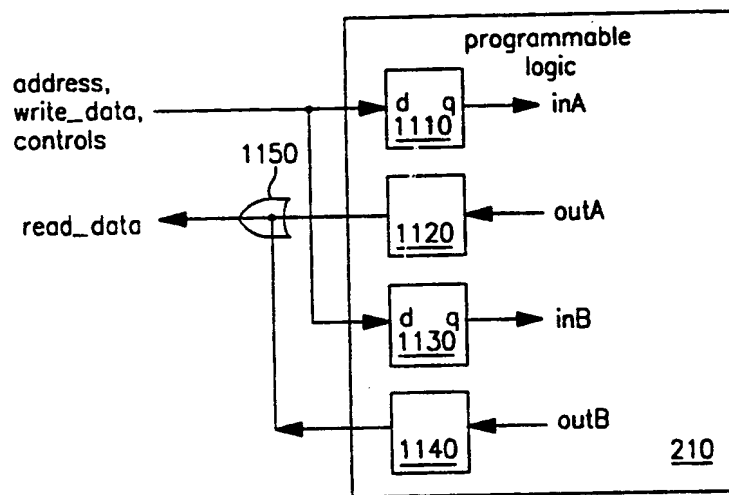 programmable
logic
address,
write_data,
controls
d q
1110
inA
1150
read_data
1120
outA
d q
1130
inB
1140
outB
210